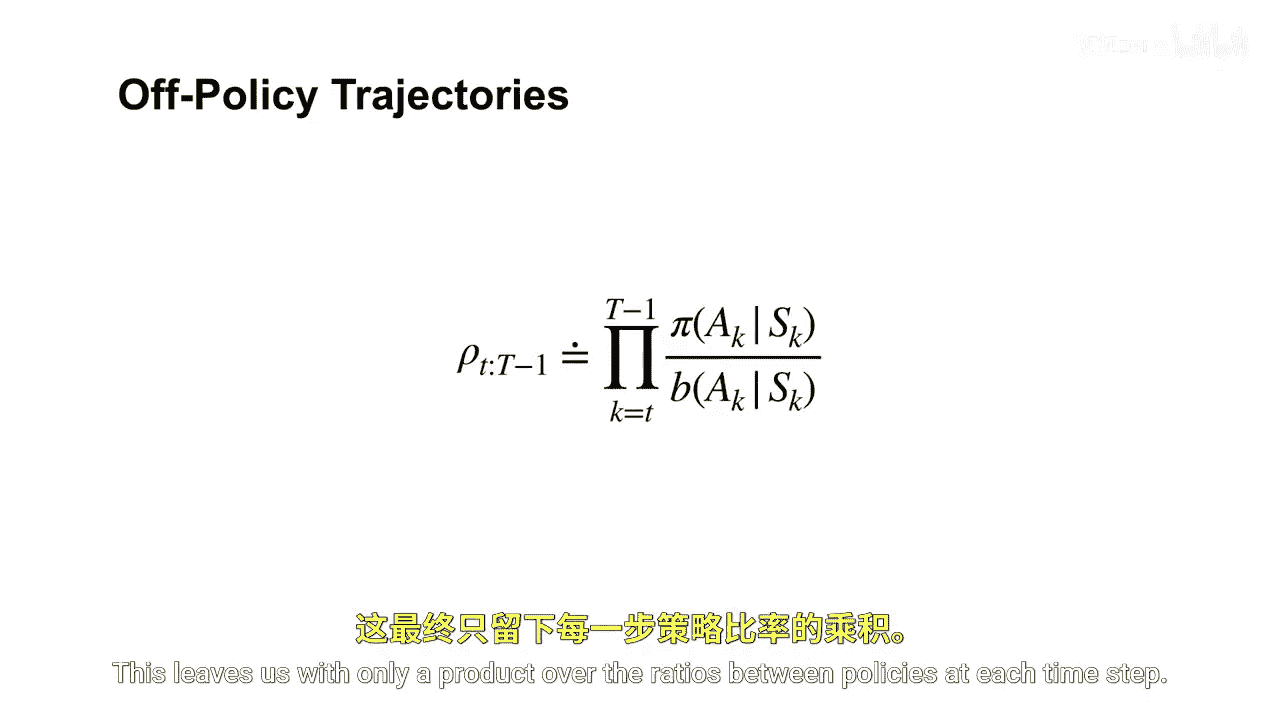 Off-Policy Trajectories
ρ_{t:T−1} ≐ ∏_{k=t}^{T−1} π(A_k | S_k) / b(A_k | S_k)
这最终只留下每一步策略比率的乘积。
This leaves us with only a product over the ratios between policies at each time step.